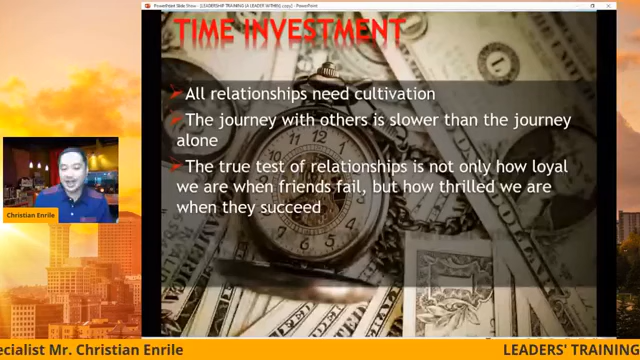 PowerPoint Slide Show - [LEADERSHIP TRAINING (A LEADER WITHIN).copy] - PowerPoint
TIME INVESTMENT
All relationships need cultivation
The journey with others is slower than the journey
alone
The true test of relationships is not only how loyal
we are when friends fail, but how thrilled we are
when they succeed
Christian Enrile
ecialist Mr. Christian Enrile
LEADERS' TRAINING